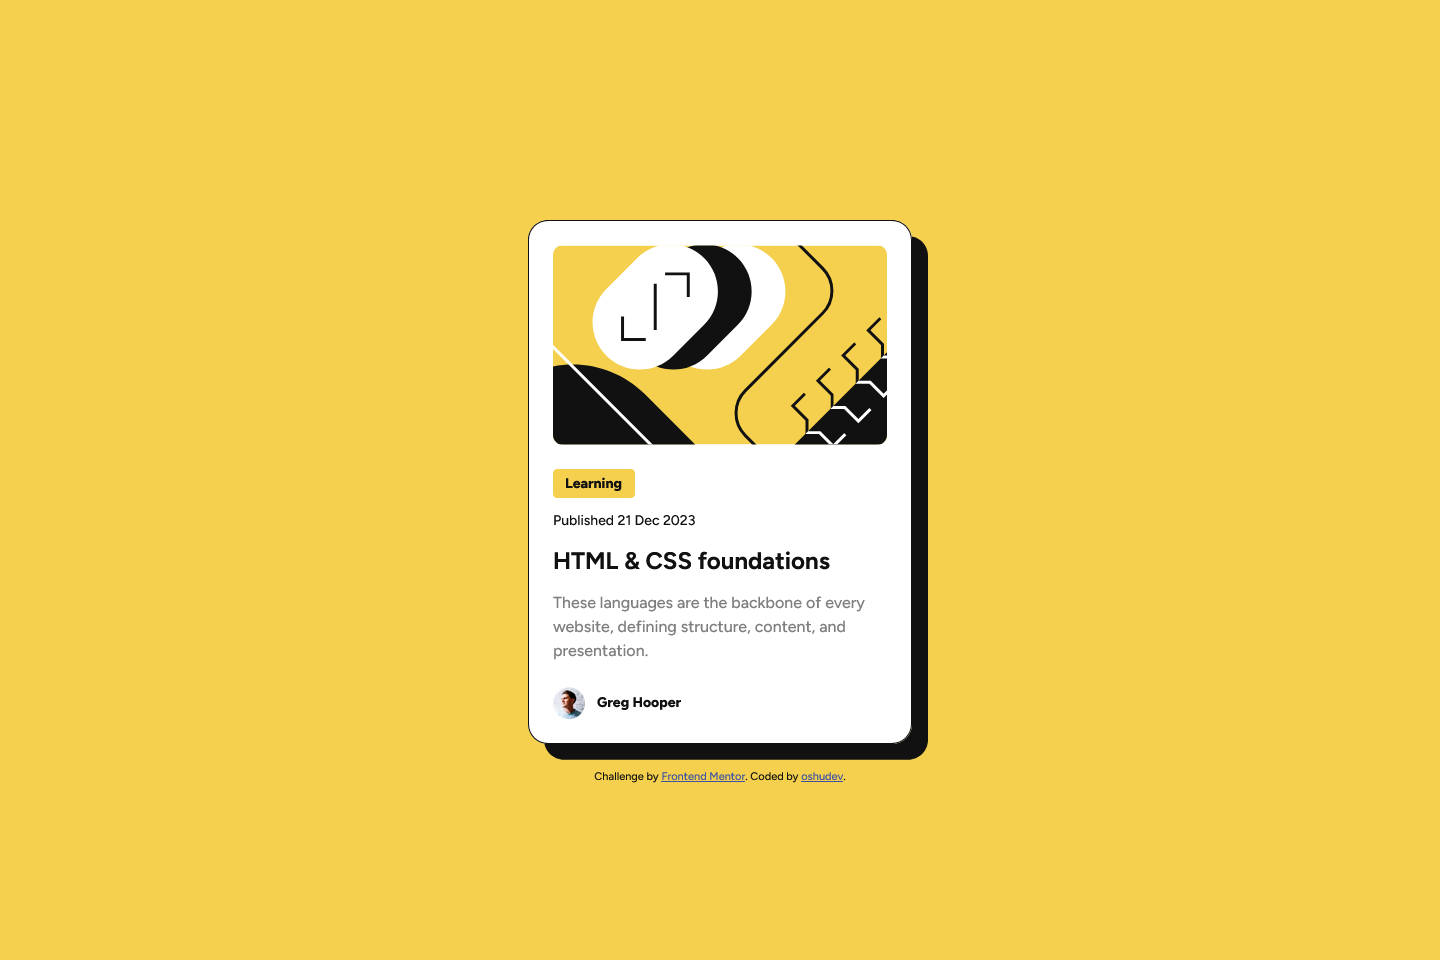 Learning
Published 21 Dec 2023
HTML & CSS foundations
These languages are the backbone of every
website, defining structure, content, and
presentation.
Greg Hooper
Challenge by Frontend Mentor. Coded by oshudev.